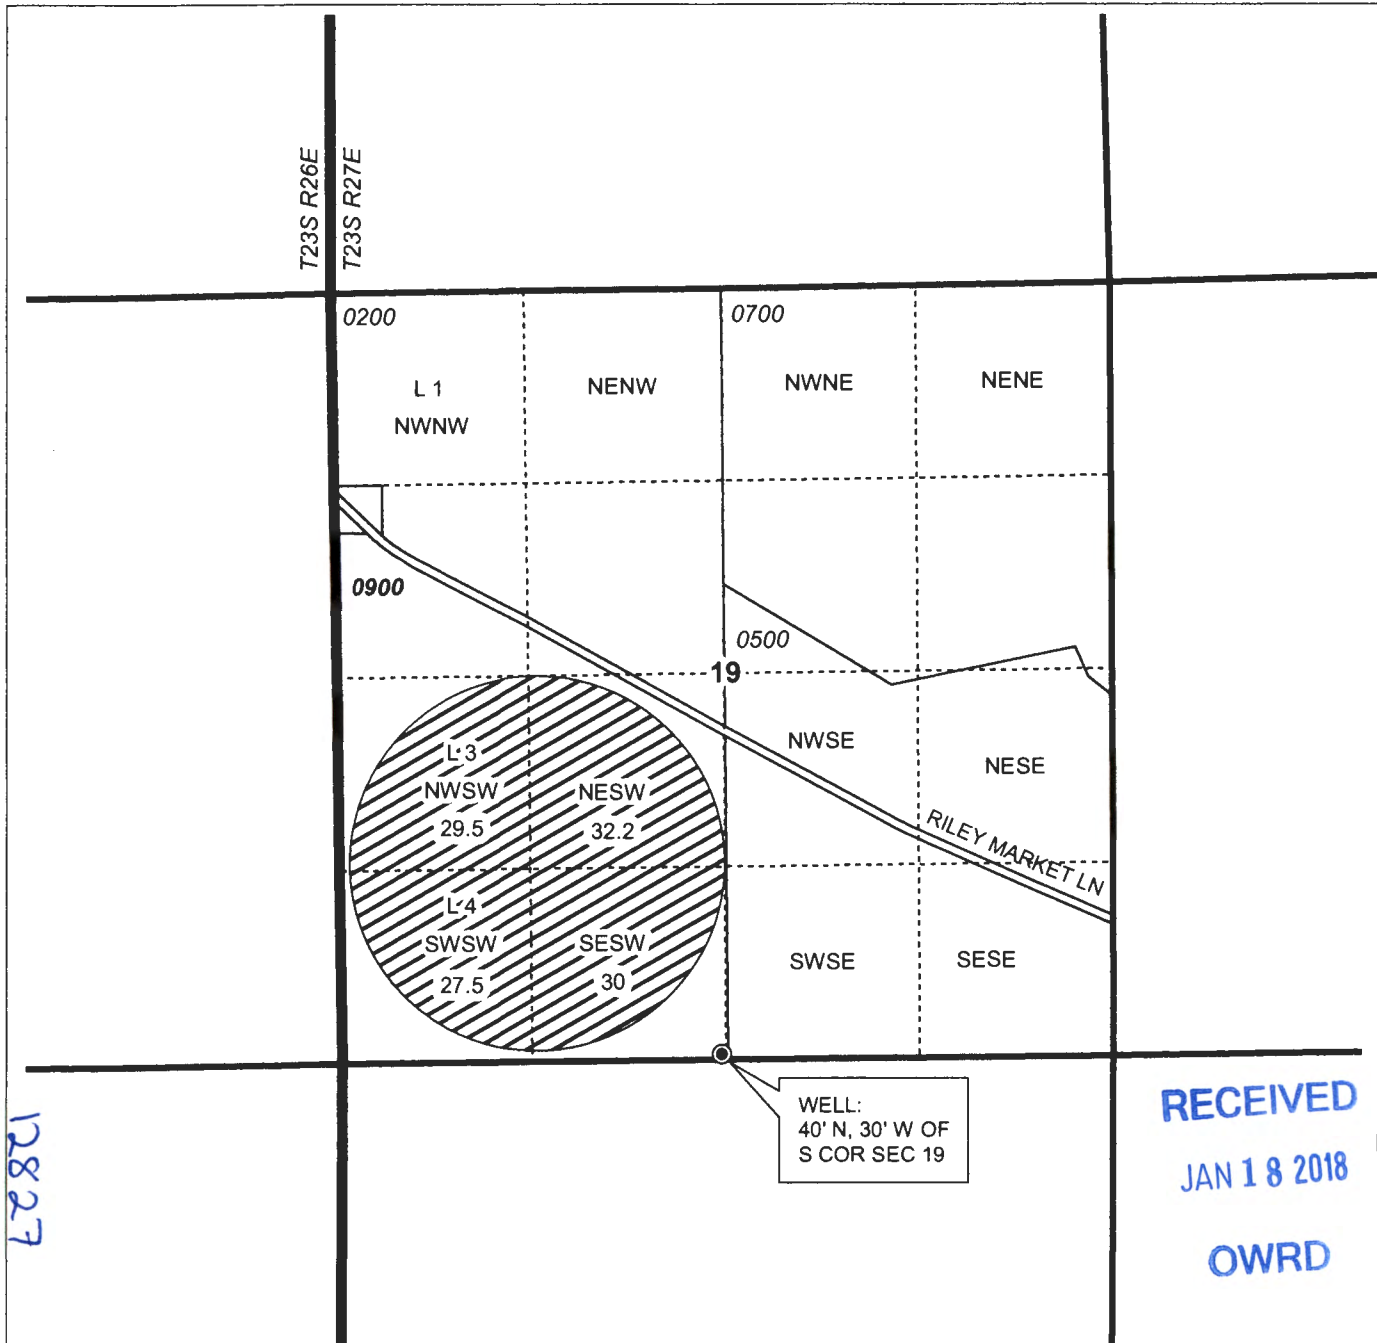 T23S R26E
T23S R27E
0200
0700
L 1
NWNW
NENW
NWNE
NENE
0900
0500
19
L 3
NWSW
29.5
NESW
32.2
NWSE
NESE
RILEY MARKET LN
L 4
SWSW
27.5
SESW
30
SWSE
SESE
WELL:
40' N, 30' W OF
S COR SEC 19
RECEIVED
JAN 18 2018
OWRD
12827